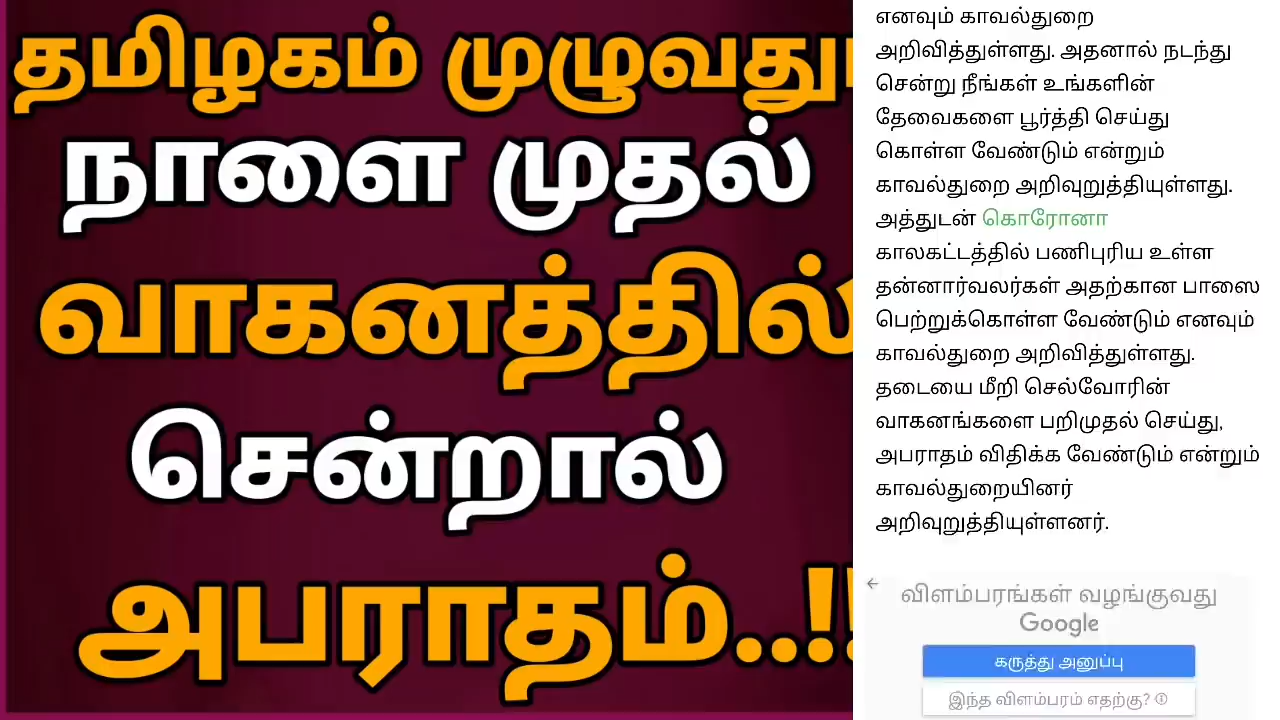 தமிழகம் முழுவது
நாளை முதல்
வாகனத்தில்
சென்றால்
அபராதம்..!!
எனவும் காவல்துறை
அறிவித்துள்ளது. அதனால் நடந்து
சென்று நீங்கள் உங்களின்
தேவைகளை பூர்த்தி செய்து
கொள்ள வேண்டும் என்றும்
காவல்துறை அறிவுறுத்தியுள்ளது.
அத்துடன் கொரோனா
காலகட்டத்தில் பணிபுரிய உள்ள
தன்னார்வலர்கள் அதற்கான பாஸை
பெற்றுக்கொள்ள வேண்டும் எனவும்
காவல்துறை அறிவித்துள்ளது.
தடையை மீறி செல்வோரின்
வாகனங்களை பறிமுதல் செய்து,
அபராதம் விதிக்க வேண்டும் என்றும்
காவல்துறையினர்
அறிவுறுத்தியுள்ளனர்.
விளம்பரங்கள் வழங்குவது
Google
கருத்து அனுப்பு
இந்த விளம்பரம் எதற்கு?